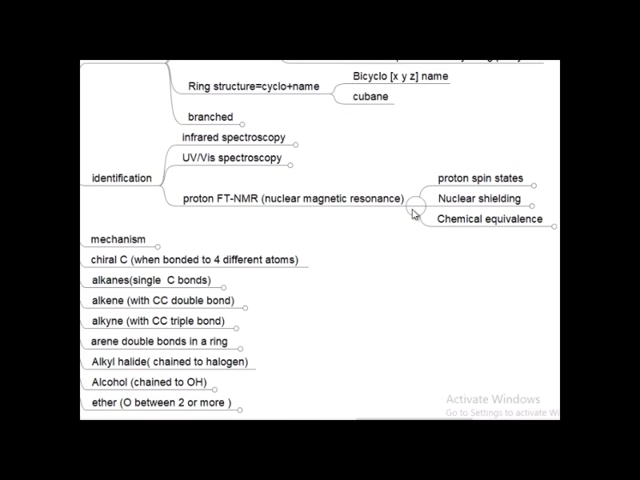 Ring structure=cyclo+name
Bicyclo [x y z] name
cubane
branched
infrared spectroscopy
UV/Vis spectroscopy
identification
proton FT-NMR (nuclear magnetic resonance)
proton spin states
Nuclear shielding
Chemical equivalence
mechanism
chiral C (when bonded to 4 different atoms)
alkanes(single  C bonds)
alkene (with CC double bond)
alkyne (with CC triple bond)
arene double bonds in a ring
Alkyl halide( chained to halogen)
Alcohol (chained to OH)
ether (O between 2 or more )
Activate Windows
Go to Settings to activate Wi